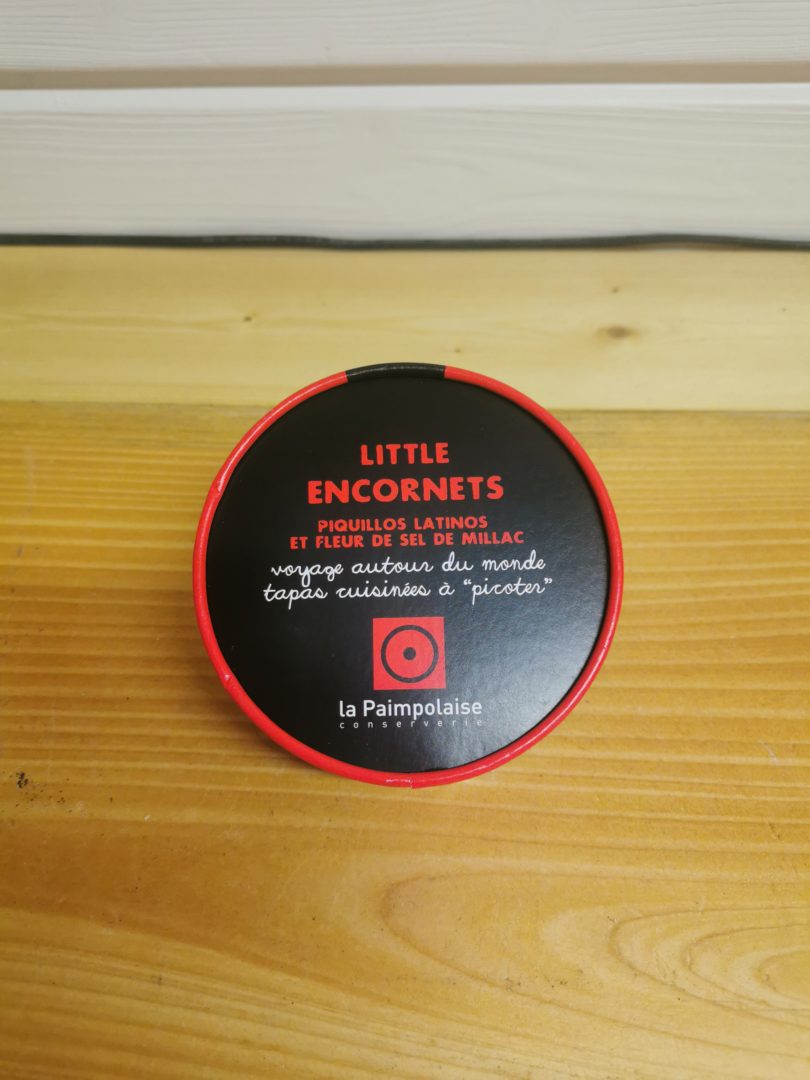 LITTLE
ENCORNETS
PIQUILLOS LATINOS
ET FLEUR DE SEL DE MILLAC
voyage autour du monde
tapas cuisinées à "picoter"
la Paimpolaise
conserverie